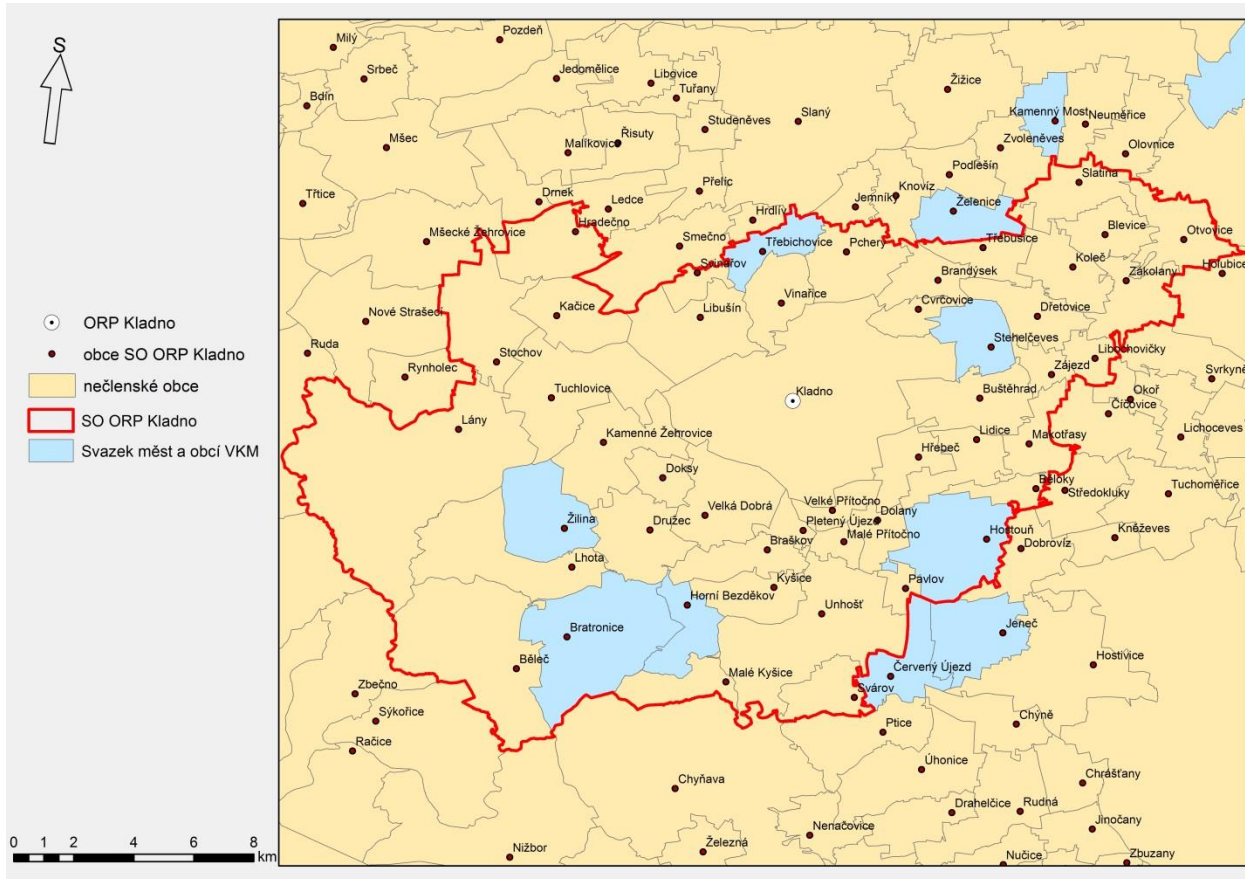 S
ORP Kladno
obce SO ORP Kladno
nečlenské obce
SO ORP Kladno
Svazek měst a obcí VKM
0 1 2 4 6 8
km
Milý
Pozdeň
Srbeč
Jedomělice
Libovice
Žižice
Bdín
Tuřany
Kamenný Most
Neuměřice
Slaný
Studeněves
Mšec
Řisuty
Malíkovice
Zvoleněves
Olovnice
Podlešín
Slatina
Třtice
Drnek
Ledce
Přelíc
Jemníky
Knovíz
Želenice
Hrdlív
Hradečno
Mšecké Žehrovice
Smečno
Třebichovice
Pchery
Třebusice
Blevice
Otvovice
Svinařov
Brandýsek
Koleč
Zákolany
Holubice
Nové Strašecí
Kačice
Libušín
Vinařice
Cvrčovice
Dřetovice
Ruda
Stochov
Stehelčeves
Libochovičky
Rynholec
Zájezd
Svrkyně
Tuchlovice
Kladno
Buštěhrad
Okoř
Číčovice
Lány
Kamenné Žehrovice
Hřebeč
Lidice
Makotřasy
Lichoceves
Doksy
Běloky
Středokluky
Tuchoměřice
Velká Dobrá
Velké Přítočno
Dolany
Žilina
Družec
Pletený Újezd
Malé Přítočno
Hostouň
Dobrovíz
Kněževes
Braškov
Lhota
Kyšice
Pavlov
Horní Bezděkov
Unhošť
Bratronice
Jeneč
Hostivice
Běleč
Malé Kyšice
Červený Újezd
Zbečno
Svárov
Sýkořice
Ptice
Chýně
Račice
Úhonice
Chyňava
Chrášťany
Drahelčice
Rudná
Jinočany
Nenačovice
Železná
Nižbor
Nučice
Zbuzany